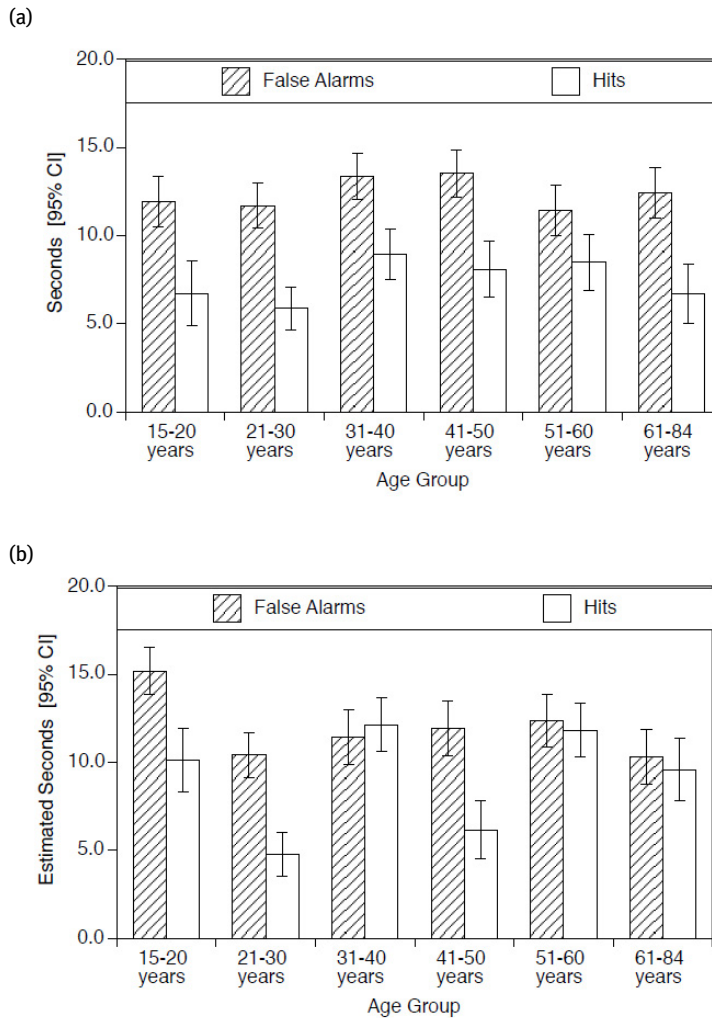 (a)
20.0
False Alarms
Hits
15.0
10.0
5.0
0.0
Seconds [95% CI]
15-20 21-30 31-40 41-50 51-60 61-84
years years years years years years
Age Group
(b)
20.0
False Alarms
Hits
15.0
10.0
5.0
0.0
Estimated Seconds [95% CI]
15-20 21-30 31-40 41-50 51-60 61-84
years years years years years years
Age Group